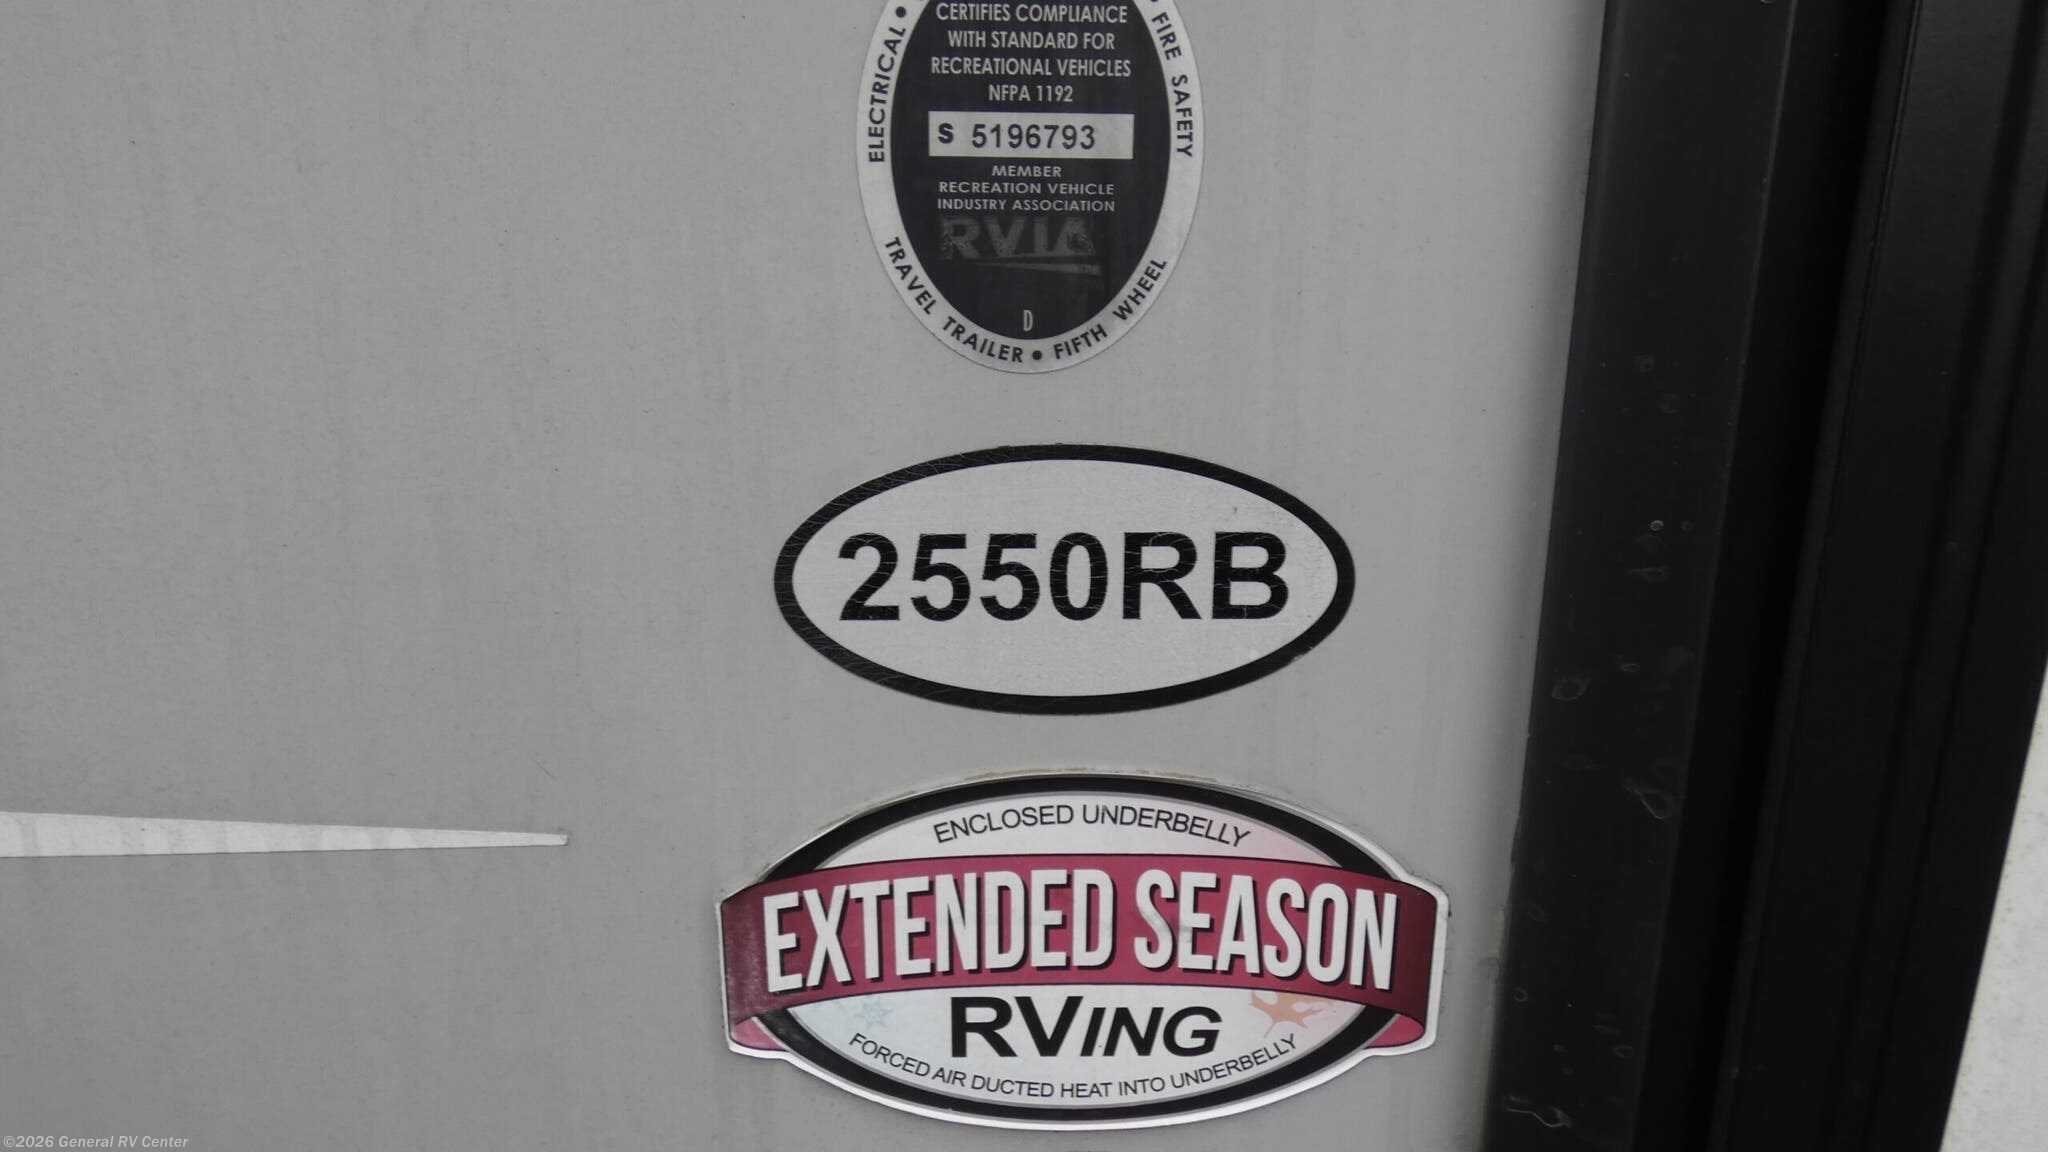 CERTIFIES COMPLIANCE
WITH STANDARD FOR
RECREATIONAL VEHICLES
NFPA 1192
S 5196793
MEMBER
RECREATION VEHICLE
INDUSTRY ASSOCIATION
RVIA
D
ELECTRICAL •
FIRE SAFETY
TRAVEL TRAILER • FIFTH WHEEL
2550RB
ENCLOSED UNDERBELLY
EXTENDED SEASON
RVING
FORCED AIR DUCTED HEAT INTO UNDERBELLY
©2026 General RV Center